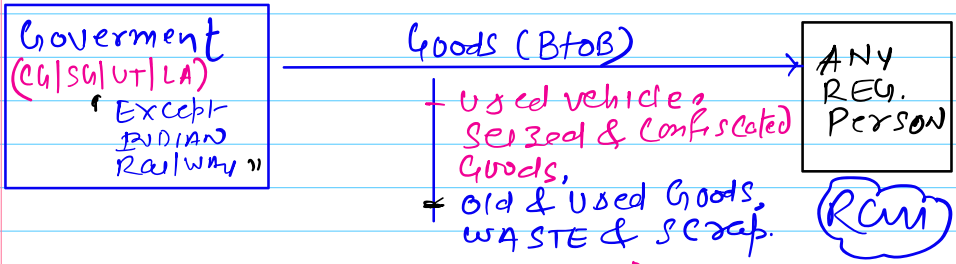 Goverment
(CG|SG|UT|LA)
" Except
INDIAN
Railway "
Goods (BtoB)
Used vehicles
Seized & Confiscated
Goods,
Old & Used Goods,
WASTE & Scrap.
ANY
REG.
PersoN
RCM